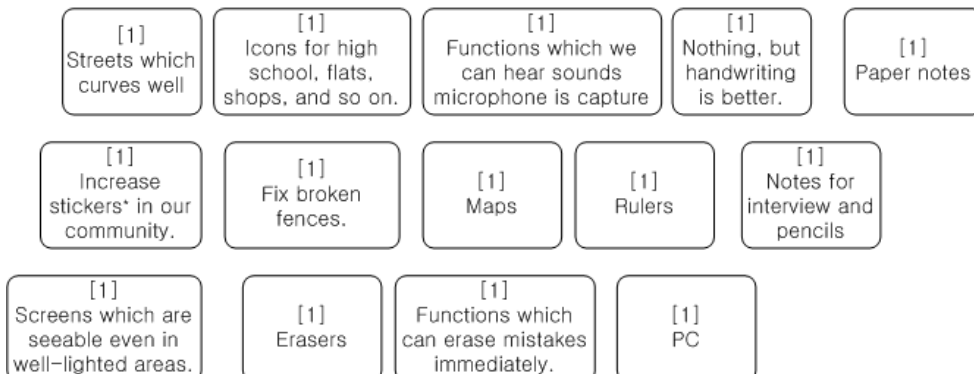 [1]
Streets which
curves well
[1]
Icons for high
school, flats,
shops, and so on.
[1]
Functions which we
can hear sounds
microphone is capture
[1]
Nothing, but
handwriting
is better.
[1]
Paper notes
[1]
Increase
stickers* in our
community.
[1]
Fix broken
fences.
[1]
Maps
[1]
Rulers
[1]
Notes for
interview and
pencils
[1]
Screens which are
seeable even in
well-lighted areas.
[1]
Erasers
[1]
Functions which
can erase mistakes
immediately.
[1]
PC